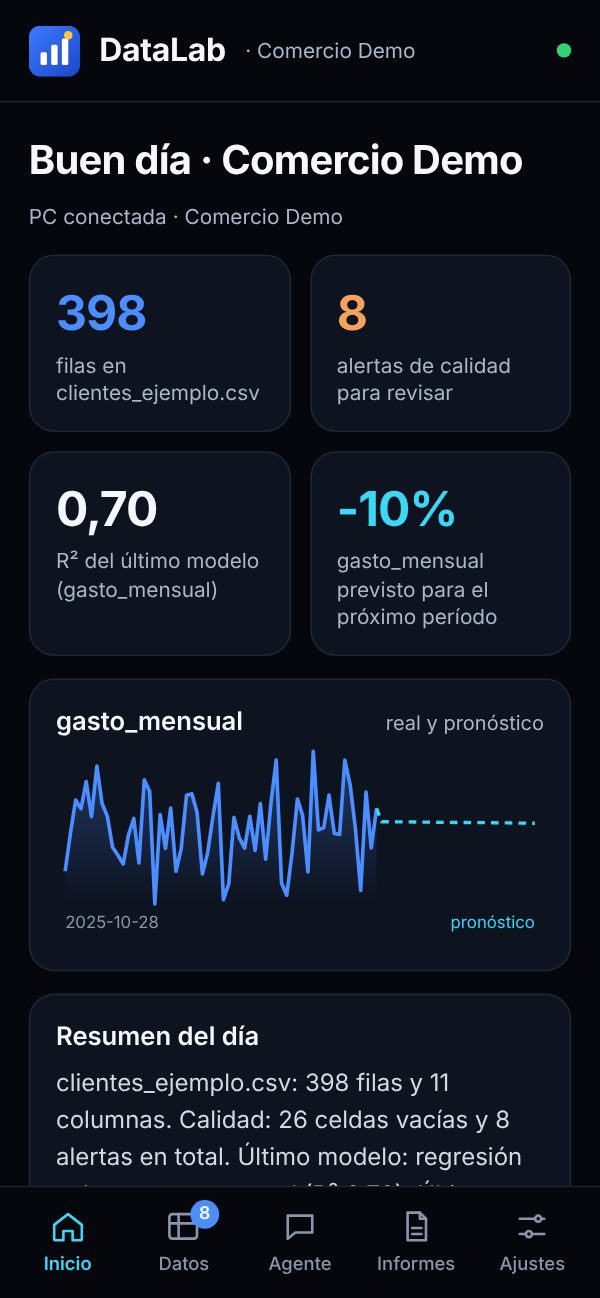 DataLab · Comercio Demo
Buen día · Comercio Demo
PC conectada · Comercio Demo
398
filas en
clientes_ejemplo.csv
8
alertas de calidad
para revisar
0,70
R² del último modelo
(gasto_mensual)
-10%
gasto_mensual
previsto para el
próximo período
gasto_mensual
real y pronóstico
2025-10-28
pronóstico
Resumen del día
clientes_ejemplo.csv: 398 filas y 11
columnas. Calidad: 26 celdas vacías y 8
alertas en total. Último modelo: regresión
8
Inicio
Datos
Agente
Informes
Ajustes